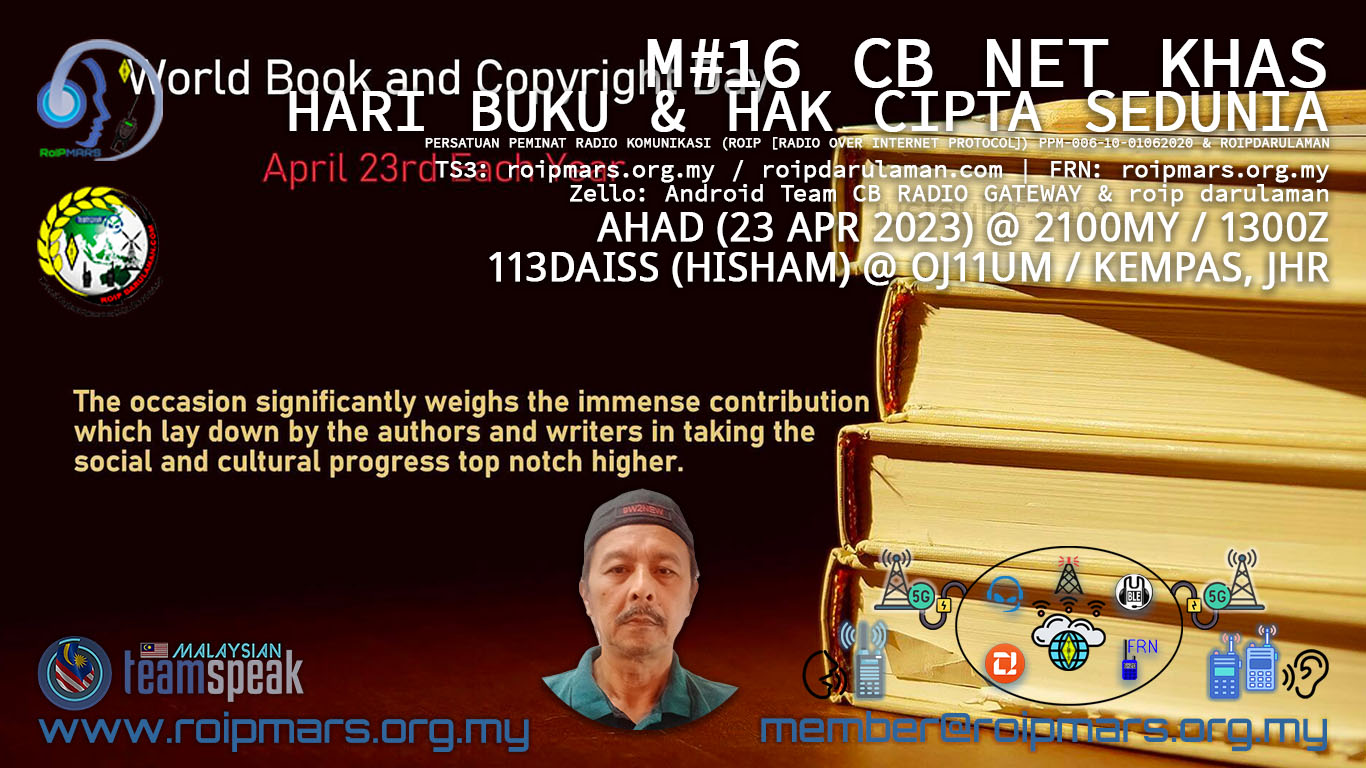 World Book and Copyright Day
M#16 CB NET KHAS
HARI BUKU & HAK CIPTA SEDUNIA
PERSATUAN PEMINAT RADIO KOMUNIKASI (ROIP [RADIO OVER INTERNET PROTOCOL]) PPM-006-10-01062020 & ROIPDARULAMAN
April 23rd Each Year
TS3: roipmars.org.my / roipdarulaman.com | FRN: roipmars.org.my
Zello: Android Team CB RADIO GATEWAY & roip darulaman
AHAD (23 APR 2023) @ 2100MY / 1300Z
113DAISS (HISHAM) @ OJ11UM / KEMPAS, JHR
RoIPMARS
ROIP DARULAMAN.COM
The occasion significantly weighs the immense contribution
which lay down by the authors and writers in taking the
social and cultural progress top notch higher.
9W2NEW
5G
BLE
5G
FRN
MALAYSIAN
teamspeak
www.roipmars.org.my
member@roipmars.org.my